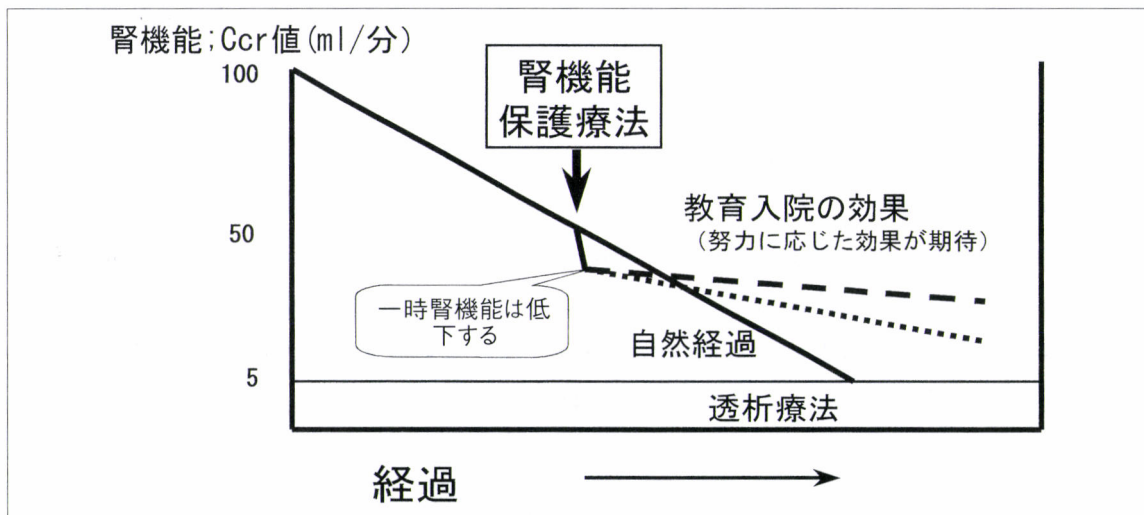 腎機能;Ccr値(ml/分)
100
腎機能
保護療法
教育入院の効果
(努力に応じた効果が期待)
50
一時腎機能は低
下する
自然経過
5
透析療法
経過